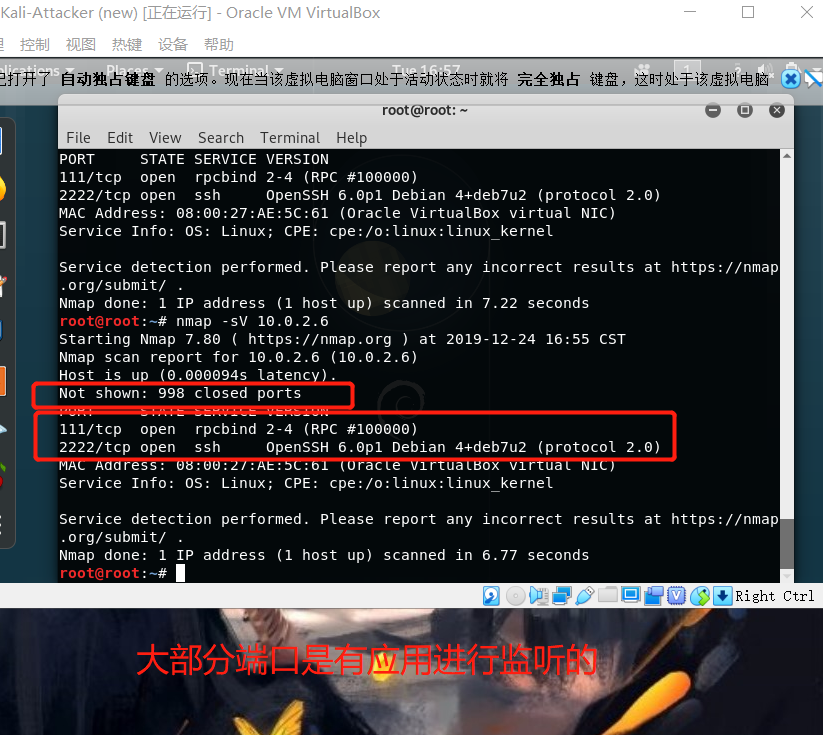 Kali-Attacker (new) [正在运行] - Oracle VM VirtualBox
控制 视图 热键 设备 帮助
Places Terminal Tue 16:57 1
已打开了 自动独占键盘 的选项。现在当该虚拟电脑窗口处于活动状态时就将 完全独占 键盘，这时处于该虚拟电脑
root@root: ~
File Edit View Search Terminal Help
PORT STATE SERVICE VERSION
111/tcp open rpcbind 2-4 (RPC #100000)
2222/tcp open ssh OpenSSH 6.0p1 Debian 4+deb7u2 (protocol 2.0)
MAC Address: 08:00:27:AE:5C:61 (Oracle VirtualBox virtual NIC)
Service Info: OS: Linux; CPE: cpe:/o:linux:linux_kernel
Service detection performed. Please report any incorrect results at https://nmap
.org/submit/ .
Nmap done: 1 IP address (1 host up) scanned in 7.22 seconds
root@root:~# nmap -sV 10.0.2.6
Starting Nmap 7.80 ( https://nmap.org ) at 2019-12-24 16:55 CST
Nmap scan report for 10.0.2.6 (10.0.2.6)
Host is up (0.000094s latency).
Not shown: 998 closed ports
PORT STATE SERVICE VERSION
111/tcp open rpcbind 2-4 (RPC #100000)
2222/tcp open ssh OpenSSH 6.0p1 Debian 4+deb7u2 (protocol 2.0)
MAC Address: 08:00:27:AE:5C:61 (Oracle VirtualBox virtual NIC)
Service Info: OS: Linux; CPE: cpe:/o:linux:linux_kernel
Service detection performed. Please report any incorrect results at https://nmap
.org/submit/ .
Nmap done: 1 IP address (1 host up) scanned in 6.77 seconds
root@root:~#
Right Ctrl
大部分端口是有应用进行监听的